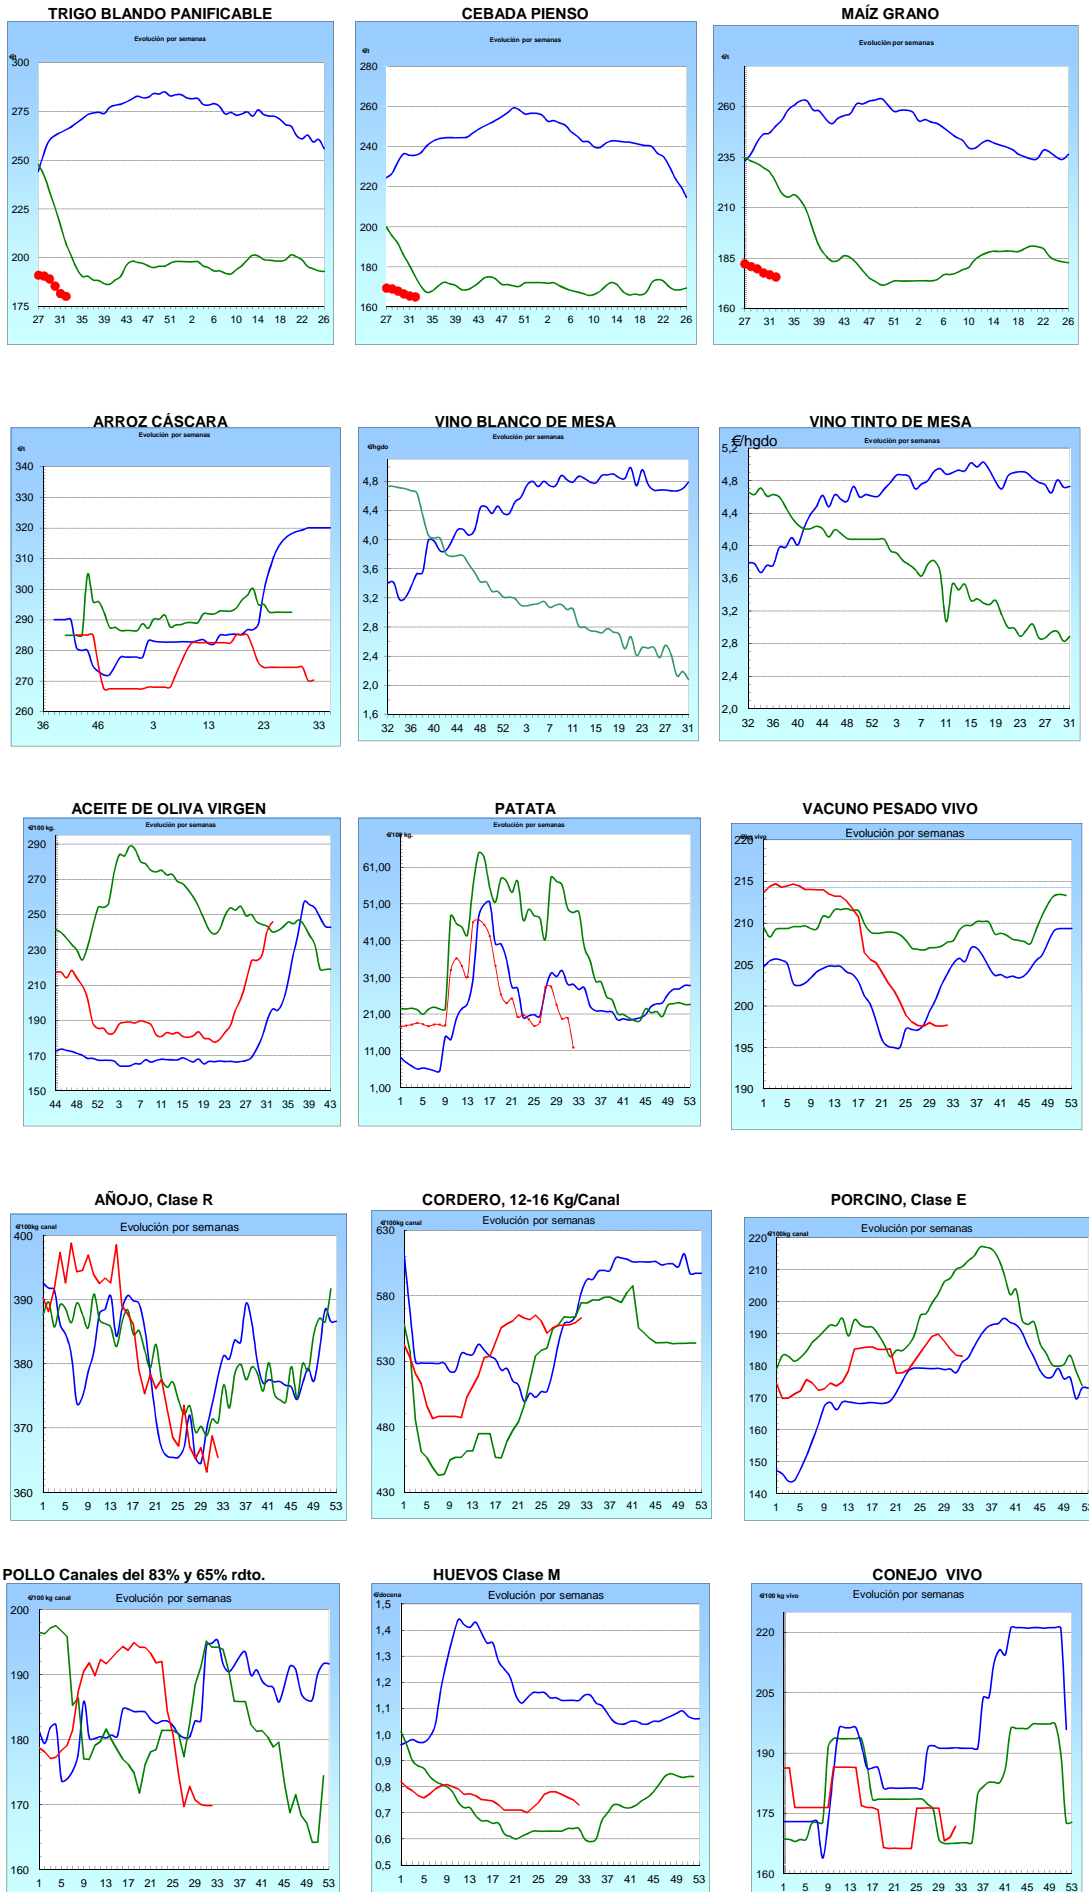 TRIGO BLANDO PANIFICABLE
CEBADA PIENSO
MAÍZ GRANO
Evolución por semanas
Evolución por semanas
Evolución por semanas
€/t
€/t
€/t
300
275
250
225
200
175
27 31 35 39 43 47 51 2 6 10 14 18 22 26
280
260
240
220
200
180
160
27 31 35 39 43 47 51 2 6 10 14 18 22 26
260
235
210
185
160
27 31 35 39 43 47 51 2 6 10 14 18 22 26
ARROZ CÁSCARA
VINO BLANCO DE MESA
VINO TINTO DE MESA
Evolución por semanas
Evolución por semanas
Evolución por semanas
€/t
€/hgdo
€/hgdo
340
330
320
310
300
290
280
270
260
36 46 3 13 23 33
4,8
4,4
4,0
3,6
3,2
2,8
2,4
2,0
1,6
32 36 40 44 48 52 3 7 11 15 19 23 27 31
5,2
4,8
4,4
4,0
3,6
3,2
2,8
2,4
2,0
32 36 40 44 48 52 3 7 11 15 19 23 27 31
ACEITE DE OLIVA VIRGEN
PATATA
VACUNO PESADO VIVO
Evolución por semanas
Evolución por semanas
Evolución por semanas
€/100 kg.
€/100 kg.
290
270
250
230
210
190
170
150
44 48 52 3 7 11 15 19 23 27 31 35 39 43
61,00
51,00
41,00
31,00
21,00
11,00
1,00
1 5 9 13 17 21 25 29 33 37 41 45 49 53
220
215
210
205
200
195
190
1 5 9 13 17 21 25 29 33 37 41 45 49 53
AÑOJO, Clase R
CORDERO, 12-16 Kg/Canal
PORCINO, Clase E
Evolución por semanas
Evolución por semanas
Evolución por semanas
€/100kg canal
€/100kg canal
€/100kg canal
400
390
380
370
360
1 5 9 13 17 21 25 29 33 37 41 45 49 53
630
580
530
480
430
1 5 9 13 17 21 25 29 33 37 41 45 49 53
220
210
200
190
180
170
160
150
140
1 5 9 13 17 21 25 29 33 37 41 45 49
POLLO Canales del 83% y 65% rdto.
HUEVOS Clase M
CONEJO VIVO
Evolución por semanas
Evolución por semanas
Evolución por semanas
€/100 kg canal
€/docena
€/100 kg vivo
200
190
180
170
160
1 5 9 13 17 21 25 29 33 37 41 45 49 53
1,5
1,4
1,3
1,2
1,1
1,0
0,9
0,8
0,7
0,6
0,5
1 5 9 13 17 21 25 29 33 37 41 45 49 53
220
205
190
175
160
1 5 9 13 17 21 25 29 33 37 41 45 49 53